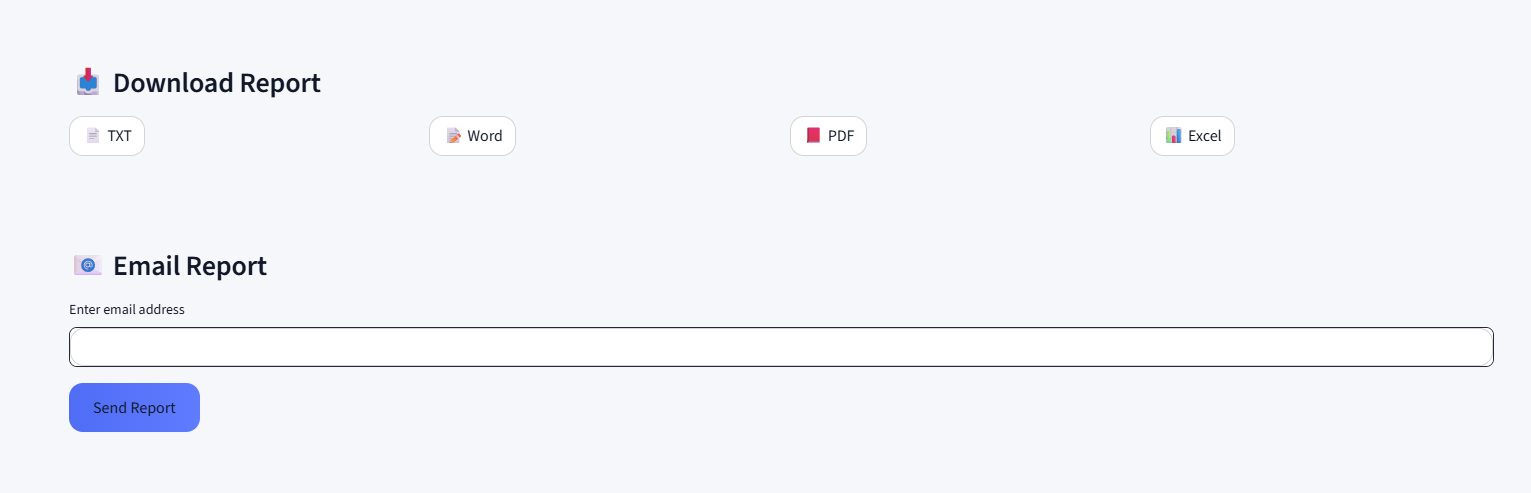 Download Report
TXT Word PDF Excel
Email Report
Enter email address
Send Report